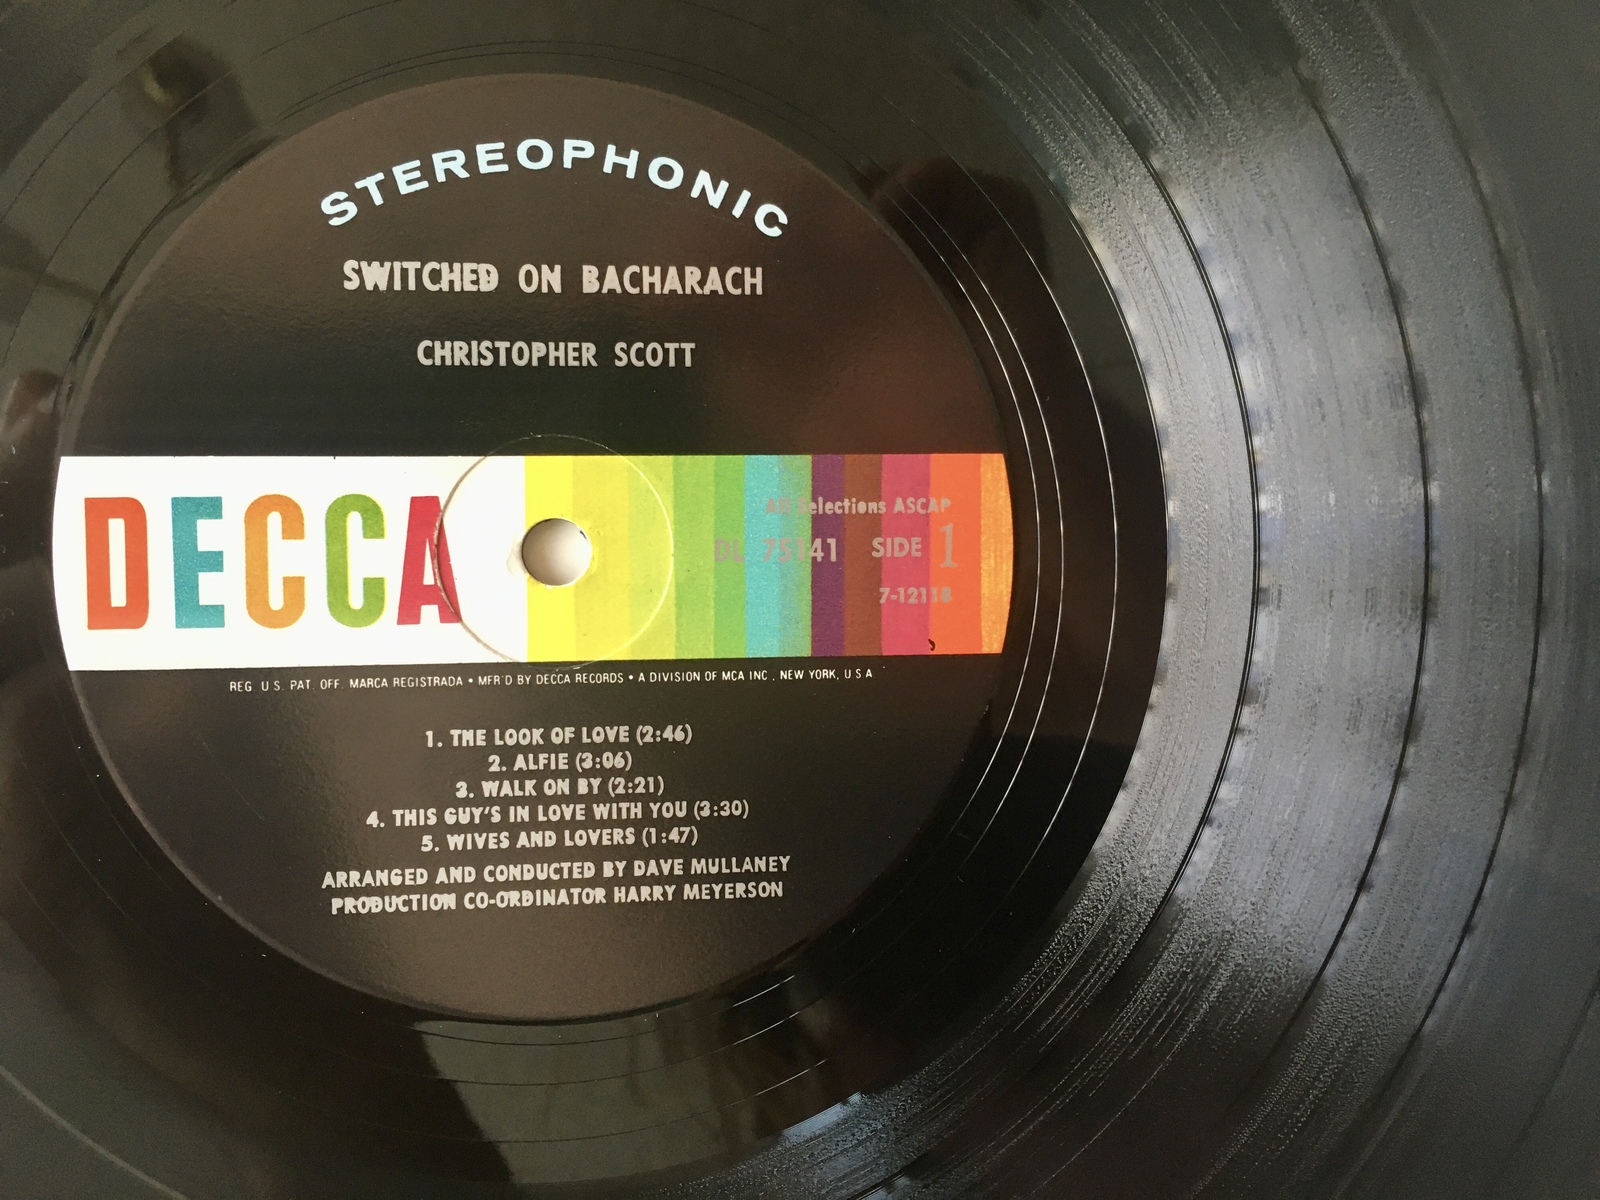 STEREOPHONIC
SWITCHED ON BACHARACH
CHRISTOPHER SCOTT
DECCA
All Selections ASCAP
DL 75141 SIDE 1
7-12118
REG. U.S. PAT. OFF. MARCA REGISTRADA • MFR'D BY DECCA RECORDS • A DIVISION OF MCA INC., NEW YORK, U.S.A.
1. THE LOOK OF LOVE (2:46)
2. ALFIE (3:06)
3. WALK ON BY (2:21)
4. THIS GUY'S IN LOVE WITH YOU (3:30)
5. WIVES AND LOVERS (1:47)
ARRANGED AND CONDUCTED BY DAVE MULLANEY
PRODUCTION CO-ORDINATOR HARRY MEYERSON